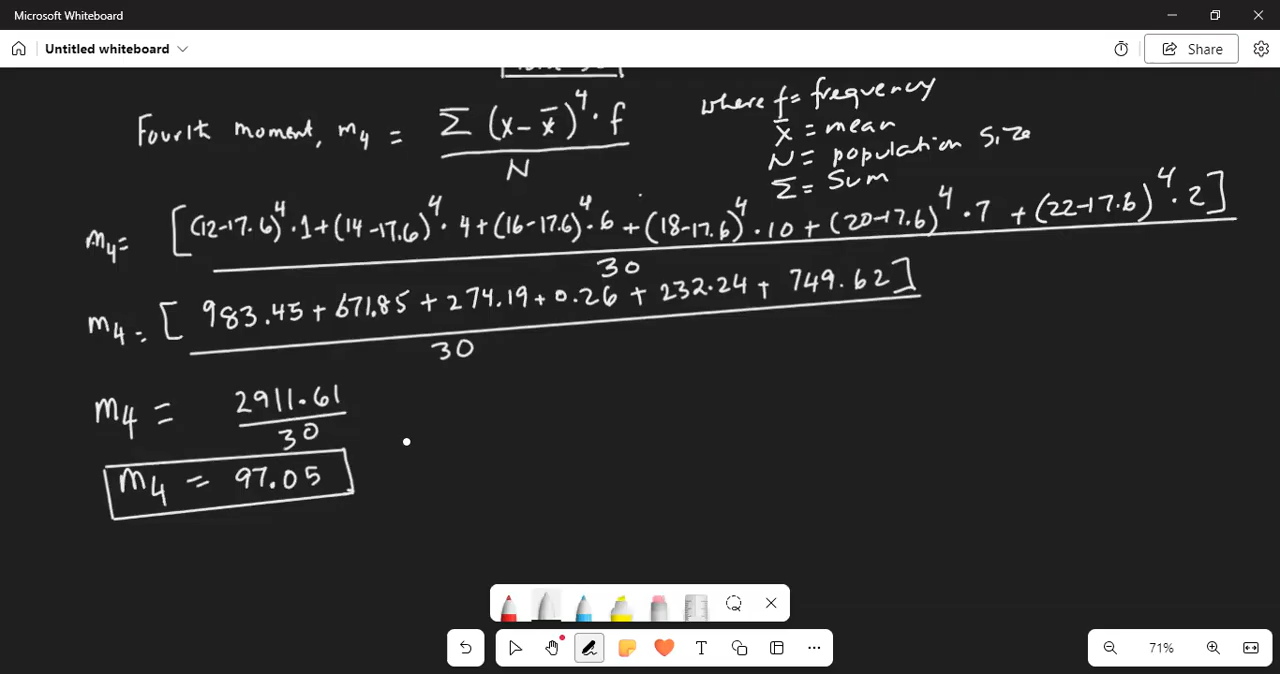 Microsoft Whiteboard
Untitled whiteboard
Share
Fourth moment, m₄ = Σ (x - x̄)⁴ · f / N
where f = frequency
x̄ = mean
N = population size
Σ = Sum
m₄ = [(12-17.6)⁴·1+(14-17.6)⁴·4+(16-17.6)⁴·6+(18-17.6)⁴·10+(20-17.6)⁴·7+(22-17.6)⁴·2] / 30
m₄ = [983.45+671.85+274.19+0.26+232.24+749.62] / 30
m₄ = 2911.61 / 30
m₄ = 97.05
T
71%